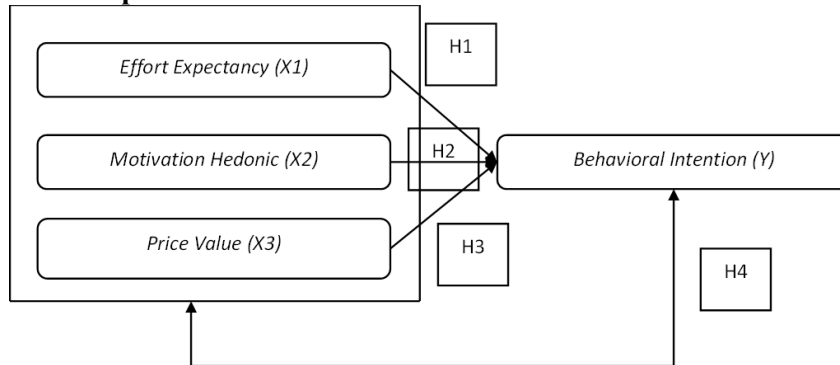 H1
Effort Expectancy (X1)
Motivation Hedonic (X2)
H2
Behavioral Intention (Y)
Price Value (X3)
H3
H4